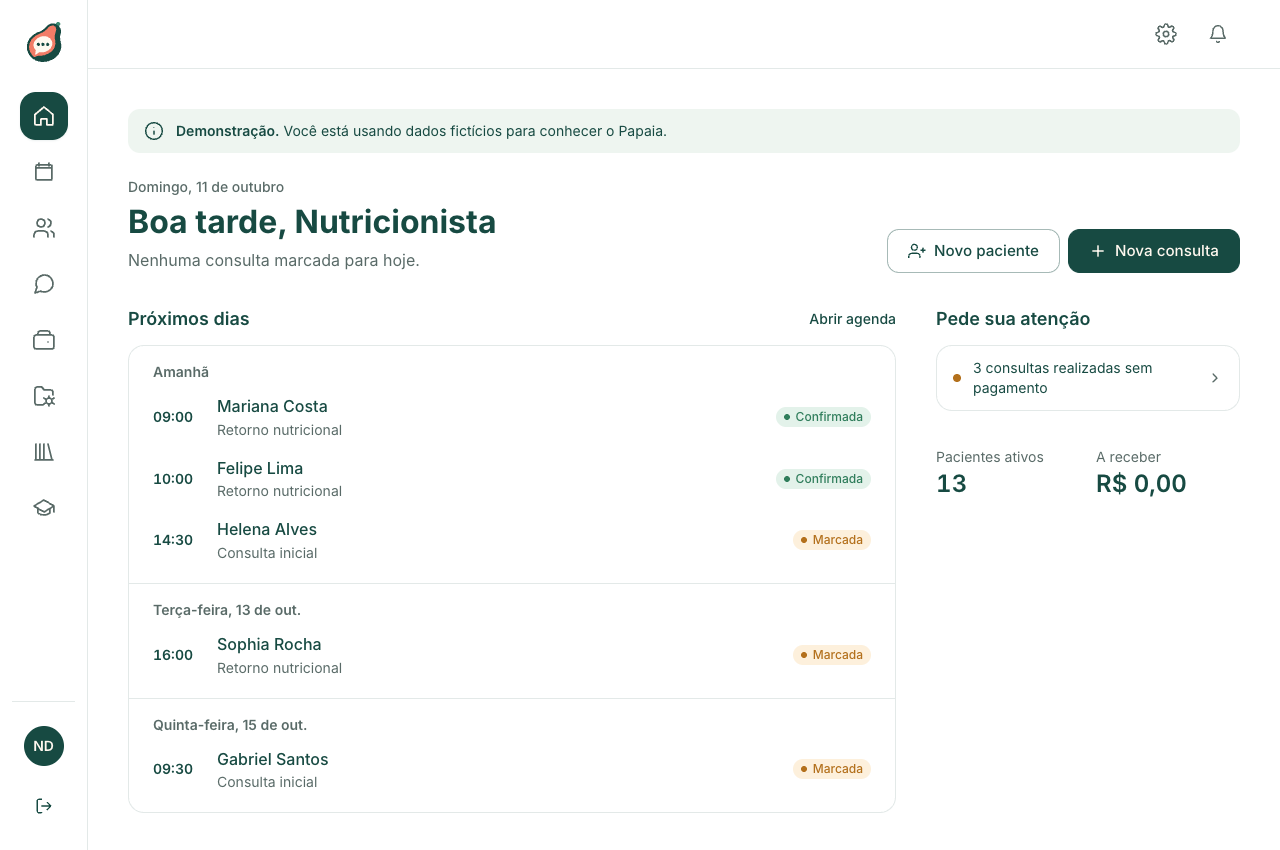 Demonstração. Você está usando dados fictícios para conhecer o Papaia.
Domingo, 11 de outubro
Boa tarde, Nutricionista
Nenhuma consulta marcada para hoje.
Novo paciente
Nova consulta
Próximos dias
Abrir agenda
Amanhã
09:00
Mariana Costa
Retorno nutricional
Confirmada
10:00
Felipe Lima
Retorno nutricional
Confirmada
14:30
Helena Alves
Consulta inicial
Marcada
Terça-feira, 13 de out.
16:00
Sophia Rocha
Retorno nutricional
Marcada
Quinta-feira, 15 de out.
09:30
Gabriel Santos
Consulta inicial
Marcada
Pede sua atenção
3 consultas realizadas sem
pagamento
Pacientes ativos
13
A receber
R$ 0,00
ND